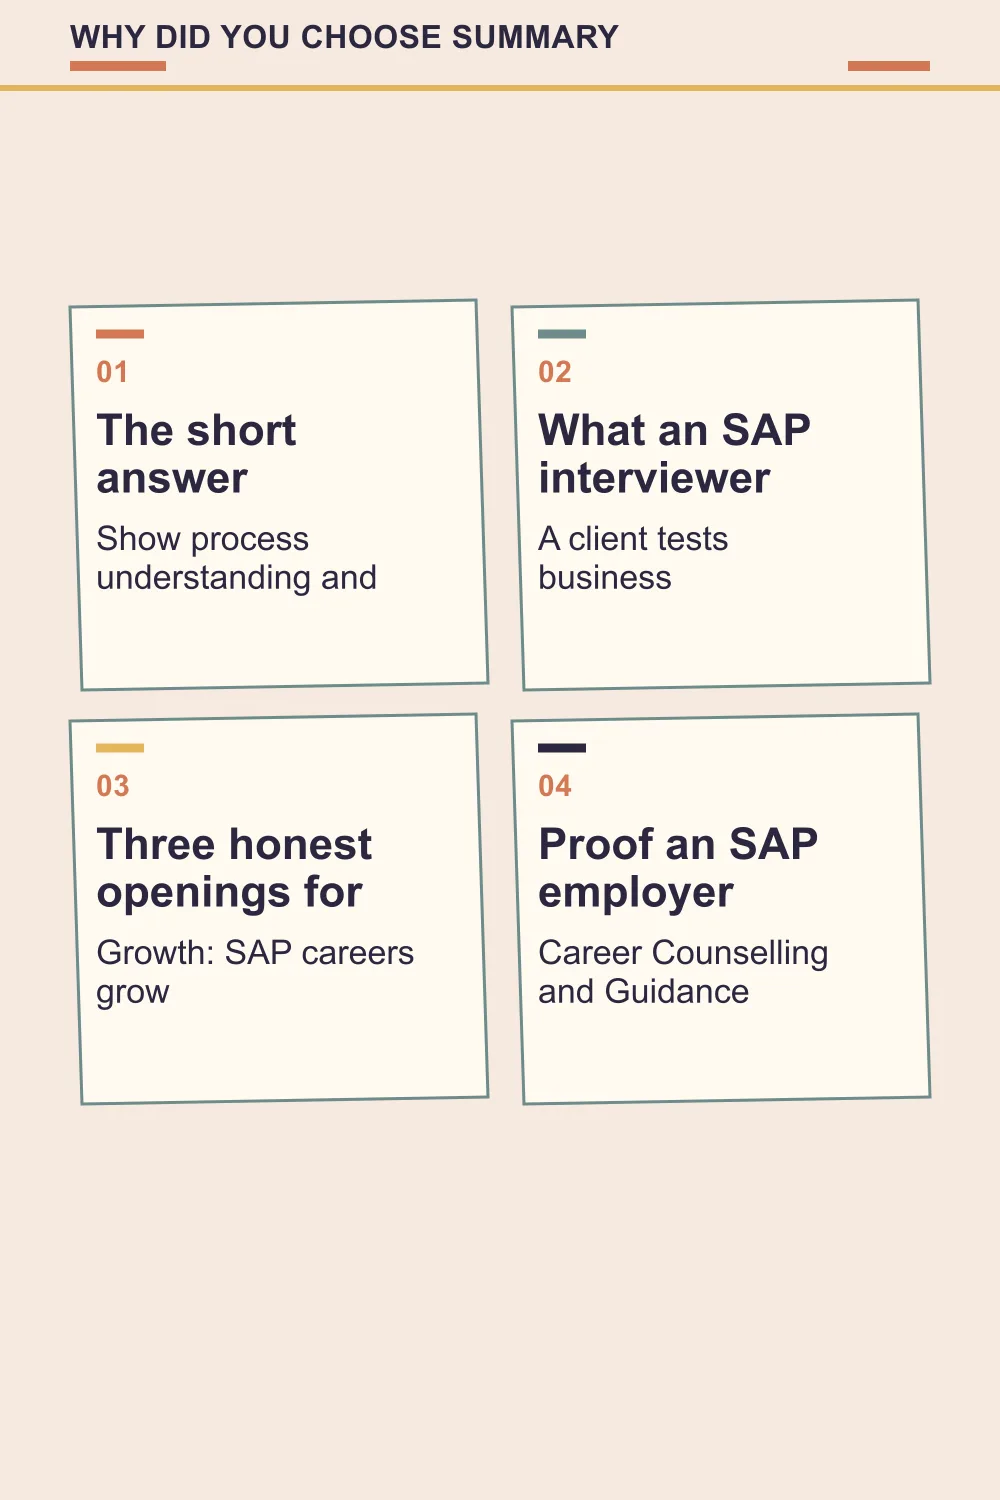 WHY DID YOU CHOOSE SUMMARY
01
The short
answer
Show process
understanding and
02
What an SAP
interviewer
A client tests
business
03
Three honest
openings for
Growth: SAP careers
grow
04
Proof an SAP
employer
Career Counselling
and Guidance